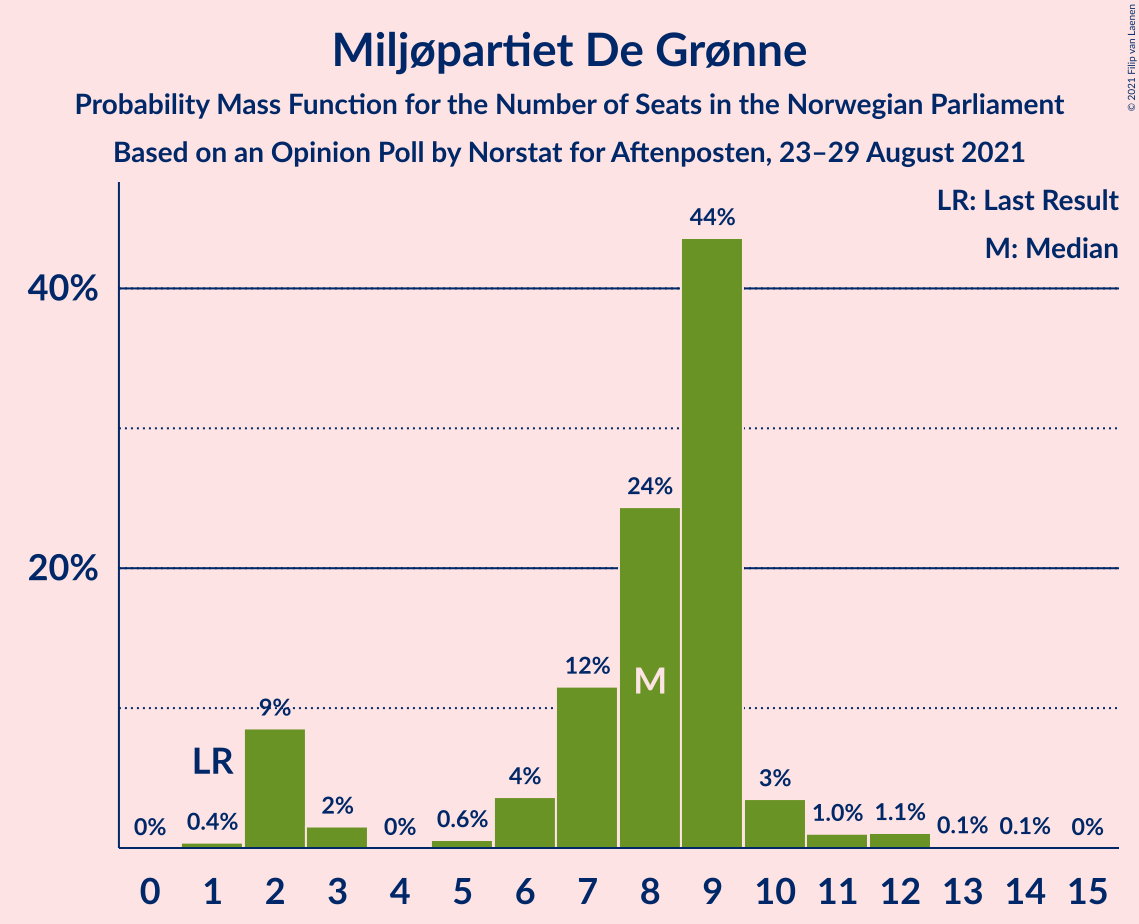 Miljøpartiet De Grønne
Probability Mass Function for the Number of Seats in the Norwegian Parliament
Based on an Opinion Poll by Norstat for Aftenposten, 23–29 August 2021
© 2021 Filip van Laenen
LR: Last Result
M: Median
44%
40%
24%
20%
12%
M
9%
LR
4%
3%
2%
0%
0.4%
0%
0.6%
1.0%
1.1%
0.1%
0.1%
0%
0 1 2 3 4 5 6 7 8 9 10 11 12 13 14 15